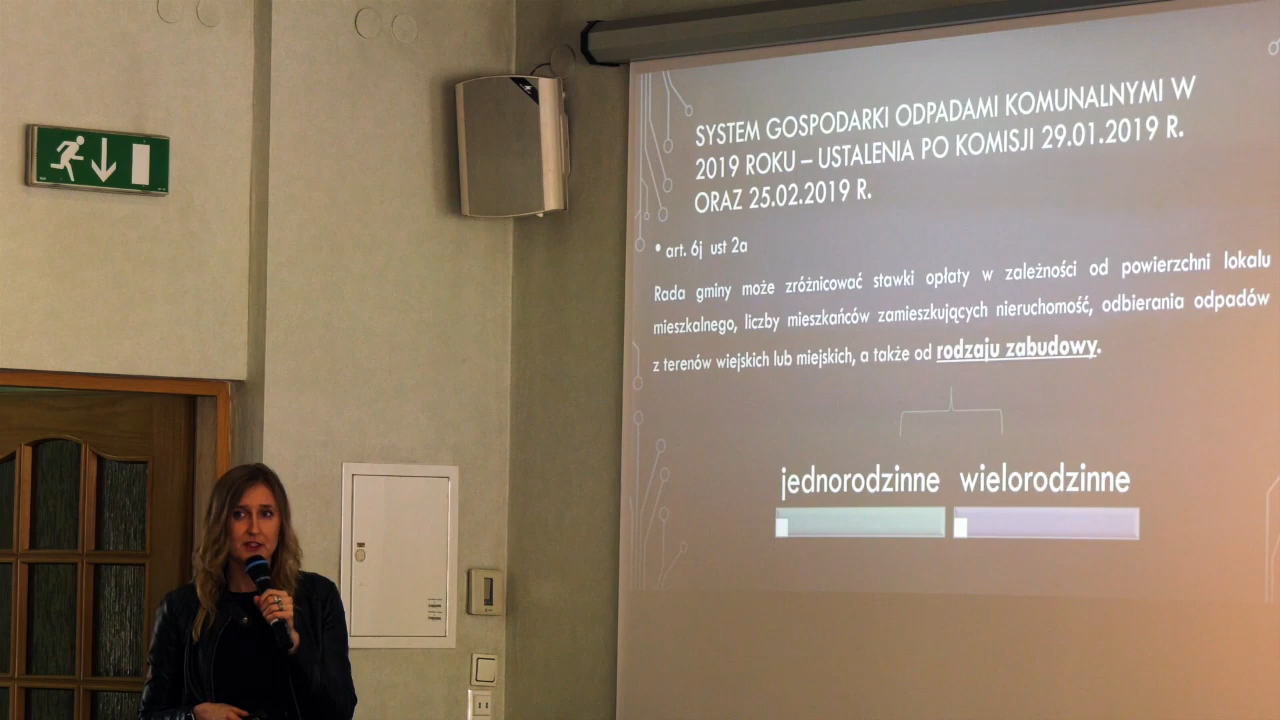 SYSTEM GOSPODARKI ODPADAMI KOMUNALNYMI W
2019 ROKU – USTALENIA PO KOMISJI 29.01.2019 R.
ORAZ 25.02.2019 R.
• art. 6j ust 2a
Rada gminy może zróżnicować stawki opłaty w zależności od powierzchni lokalu
mieszkalnego, liczby mieszkańców zamieszkujących nieruchomość, odbierania odpadów
z terenów wiejskich lub miejskich, a także od rodzaju zabudowy.
jednorodzinne wielorodzinne